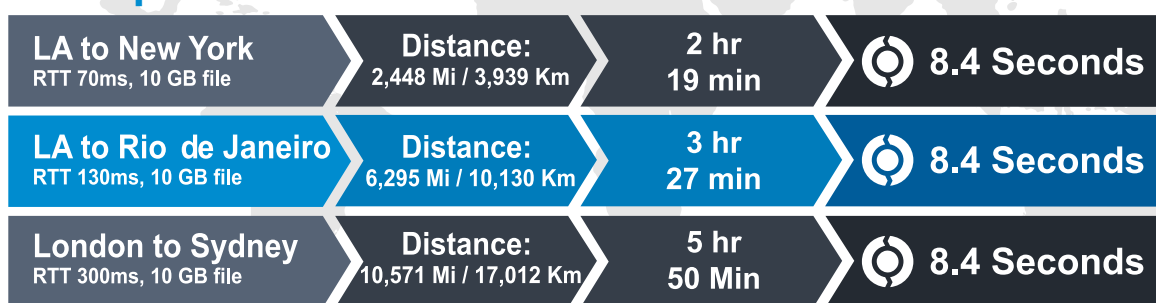 LA to New York
RTT 70ms, 10 GB file
Distance:
2,448 Mi / 3,939 Km
2 hr
19 min
8.4 Seconds
LA to Rio de Janeiro
RTT 130ms, 10 GB file
Distance:
6,295 Mi / 10,130 Km
3 hr
27 min
8.4 Seconds
London to Sydney
RTT 300ms, 10 GB file
Distance:
10,571 Mi / 17,012 Km
5 hr
50 Min
8.4 Seconds